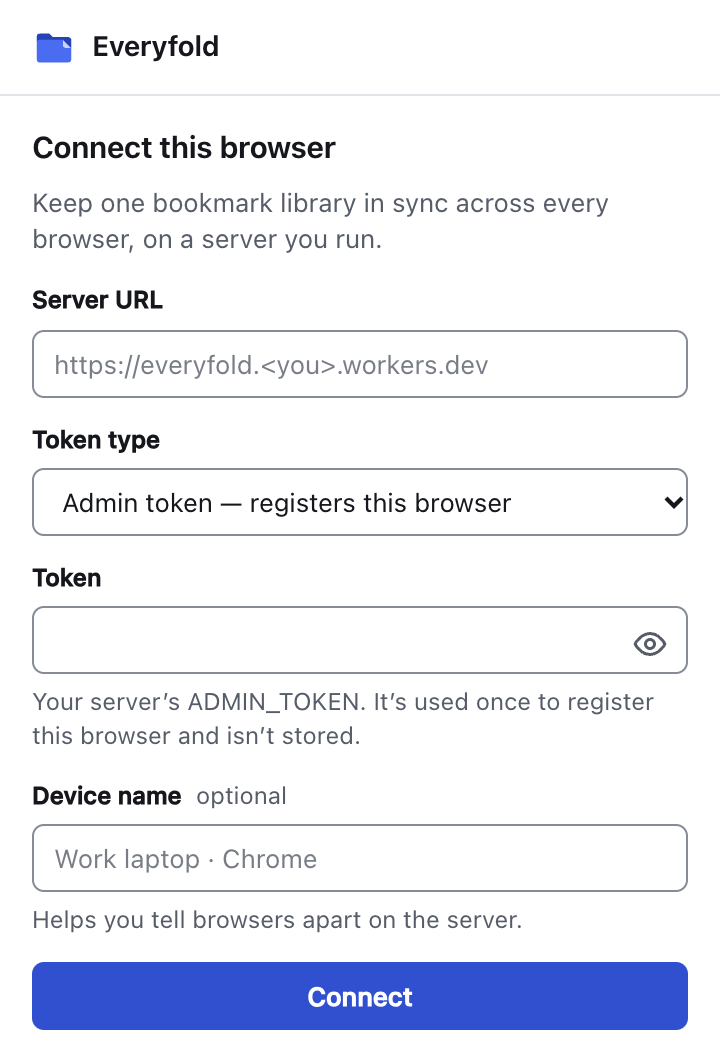 Everyfold
Connect this browser
Keep one bookmark library in sync across every
browser, on a server you run.
Server URL
https://everyfold.<you>.workers.dev
Token type
Admin token — registers this browser
Token
Your server’s ADMIN_TOKEN. It’s used once to register
this browser and isn’t stored.
Device name optional
Work laptop · Chrome
Helps you tell browsers apart on the server.
Connect